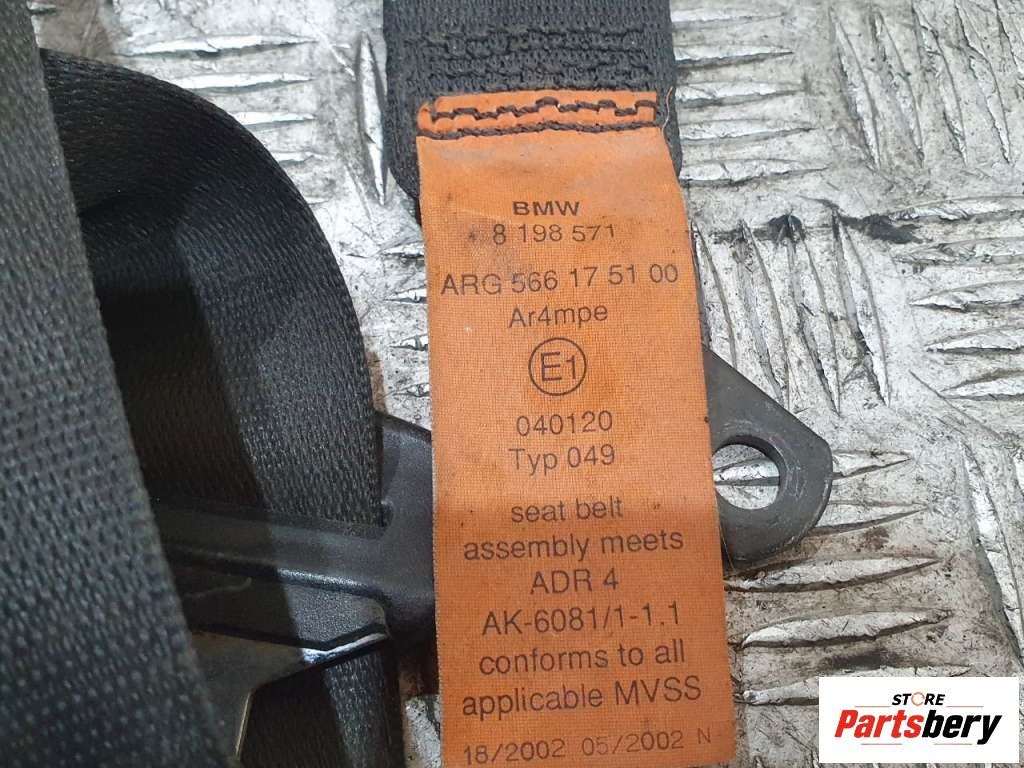 BMW
8 198 571
ARG 566 17 51 00
Ar4mpe
E1
040120
Typ 049
seat belt
assembly meets
ADR 4
AK-6081/1-1.1
conforms to all
applicable MVSS
18/2002 05/2002 N
STORE
Partsbery